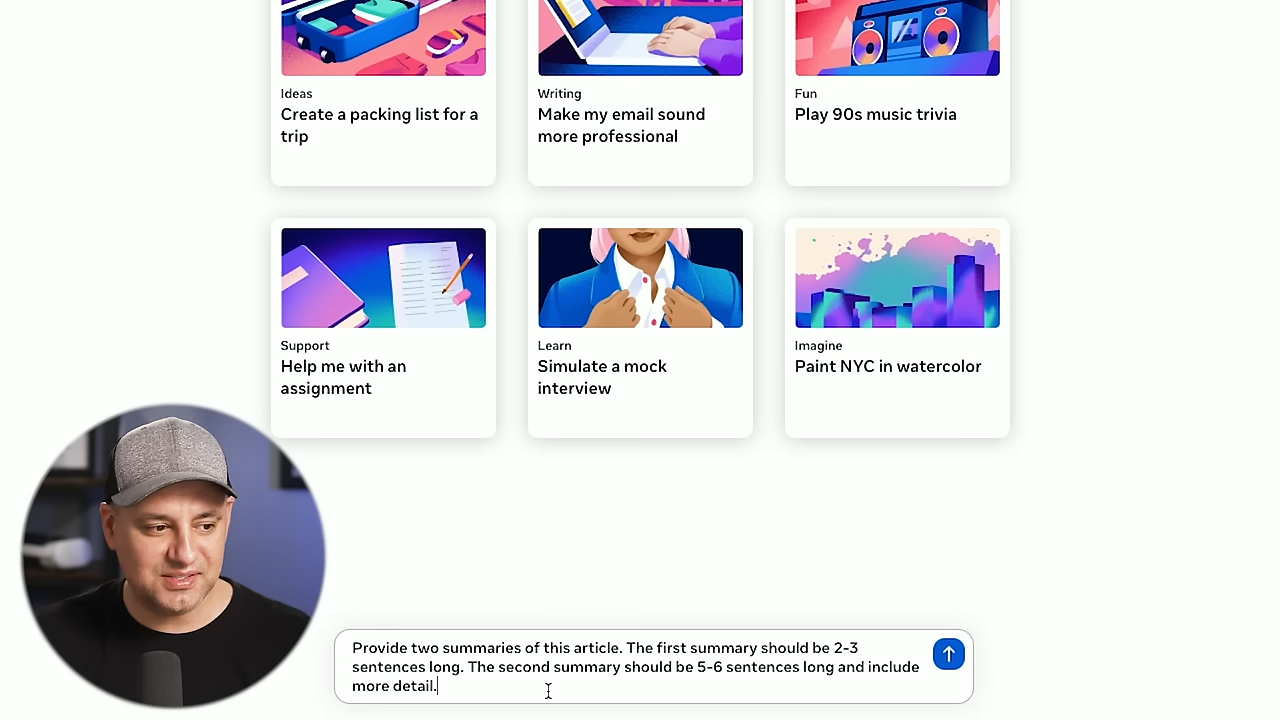 Ideas
Create a packing list for a
trip
Writing
Make my email sound
more professional
Fun
Play 90s music trivia
Support
Help me with an
assignment
Learn
Simulate a mock
interview
Imagine
Paint NYC in watercolor
Provide two summaries of this article. The first summary should be 2-3
sentences long. The second summary should be 5-6 sentences long and include
more detail.